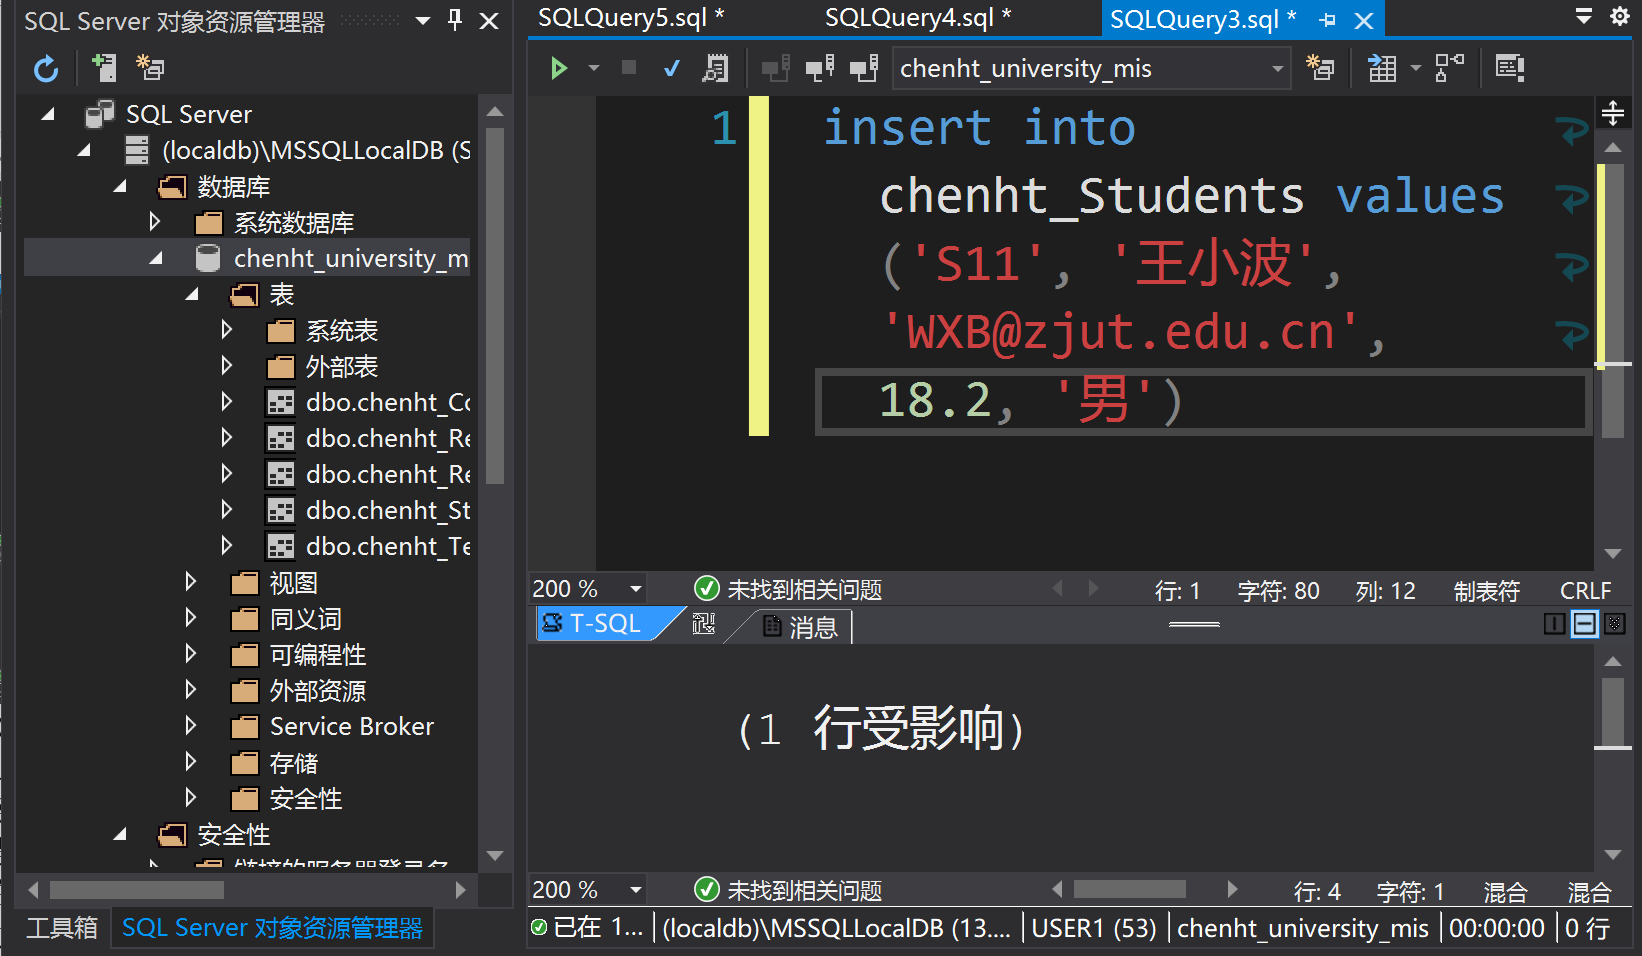 SQL Server 对象资源管理器
SQL Server
(localdb)\MSSQLLocalDB (S
数据库
系统数据库
chenht_university_m
表
系统表
外部表
dbo.chenht_Co
dbo.chenht_Re
dbo.chenht_Re
dbo.chenht_St
dbo.chenht_Te
视图
同义词
可编程性
外部资源
Service Broker
存储
安全性
安全性
工具箱 SQL Server 对象资源管理器
SQLQuery5.sql * SQLQuery4.sql * SQLQuery3.sql *
chenht_university_mis
1 insert into
chenht_Students values
('S11', '王小波',
'WXB@zjut.edu.cn',
18.2, '男')
200 % 未找到相关问题 行: 1 字符: 80 列: 12 制表符 CRLF
T-SQL 消息
(1 行受影响)
200 % 未找到相关问题 行: 4 字符: 1 混合 混合
已在 1... (localdb)\MSSQLLocalDB (13.... USER1 (53) chenht_university_mis 00:00:00 0 行